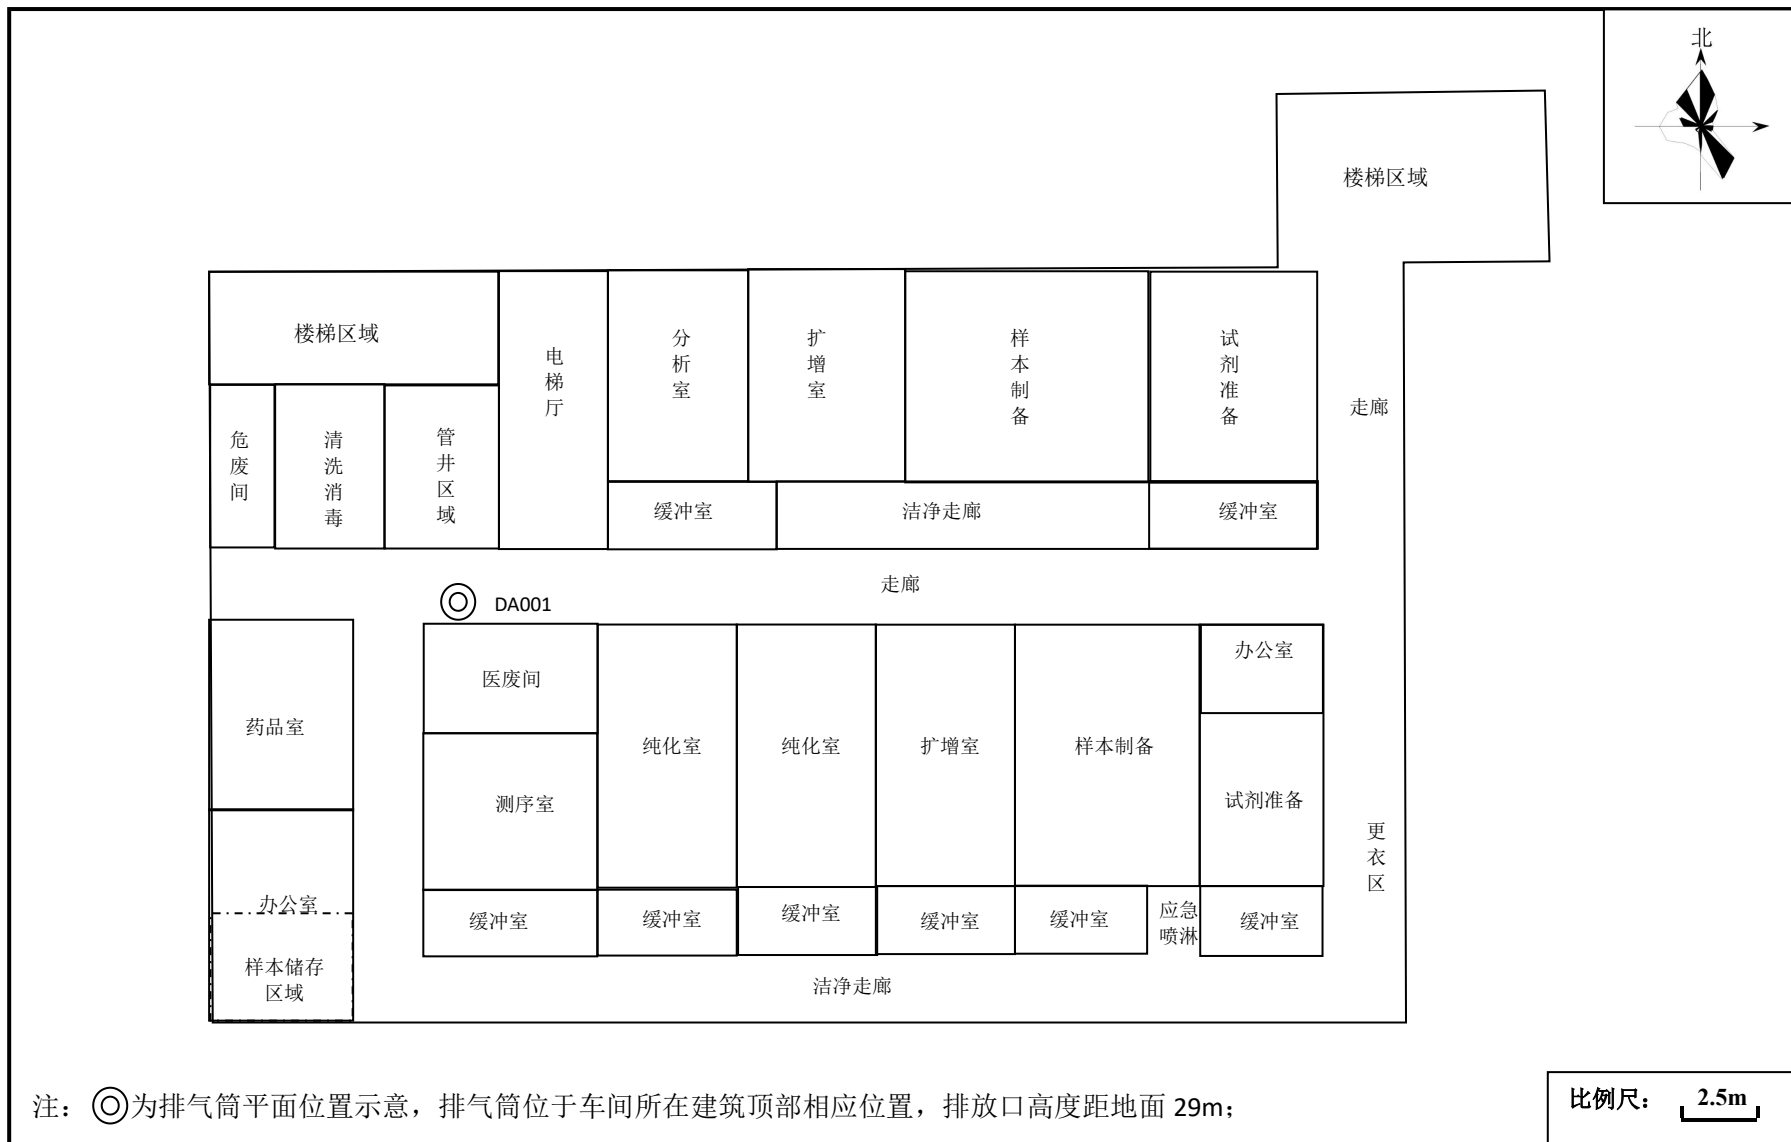 北
楼梯区域
楼梯区域
电梯厅
分析室
扩增室
样本制备
试剂准备
走廊
危废间
清洗消毒
管井区域
缓冲室
洁净走廊
缓冲室
走廊
DA001
医废间
办公室
药品室
纯化室
纯化室
扩增室
样本制备
测序室
试剂准备
更衣区
办公室
缓冲室
缓冲室
缓冲室
缓冲室
缓冲室
应急
喷淋
缓冲室
样本储存
区域
洁净走廊
注：◎为排气筒平面位置示意，排气筒位于车间所在建筑顶部相应位置，排放口高度距地面 29m；
比例尺： 2.5m